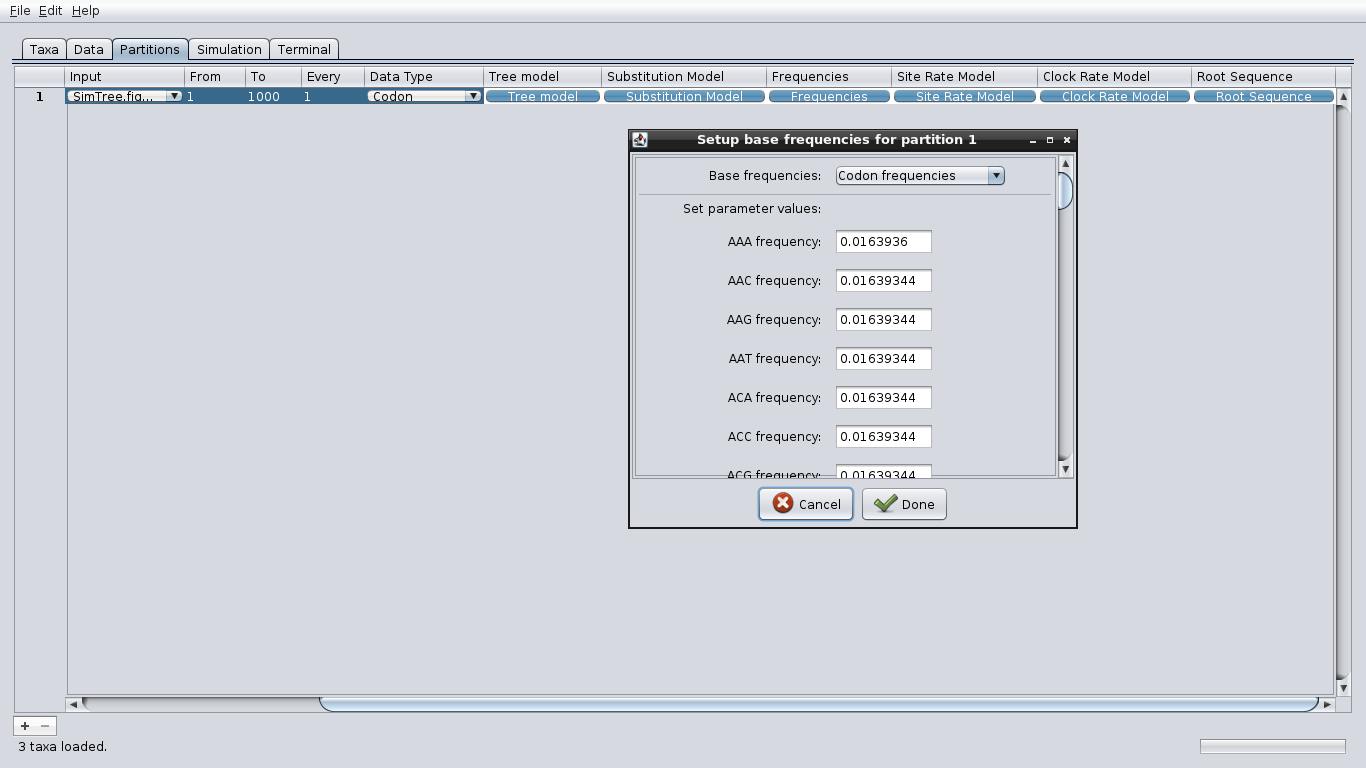 File Edit Help
Taxa Data Partitions Simulation Terminal
Input From To Every Data Type Tree model Substitution Model Frequencies Site Rate Model Clock Rate Model Root Sequence
1 SimTree.fig... 1 1000 1 Codon Tree model Substitution Model Frequencies Site Rate Model Clock Rate Model Root Sequence
Setup base frequencies for partition 1
Base frequencies: Codon frequencies
Set parameter values:
AAA frequency: 0.0163936
AAC frequency: 0.01639344
AAG frequency: 0.01639344
AAT frequency: 0.01639344
ACA frequency: 0.01639344
ACC frequency: 0.01639344
ACG frequency: 0.01639344
Cancel Done
3 taxa loaded.